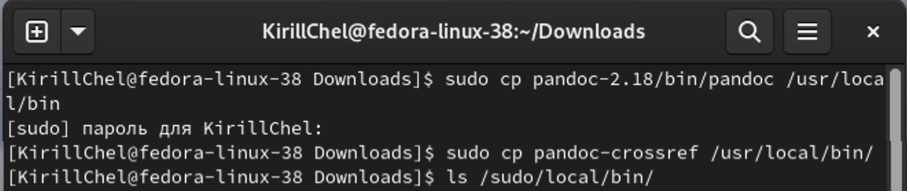 KirillChel@fedora-linux-38:~/Downloads
[KirillChel@fedora-linux-38 Downloads]$ sudo cp pandoc-2.18/bin/pandoc /usr/loca
l/bin
[sudo] пароль для KirillChel:
[KirillChel@fedora-linux-38 Downloads]$ sudo cp pandoc-crossref /usr/local/bin/
[KirillChel@fedora-linux-38 Downloads]$ ls /sudo/local/bin/